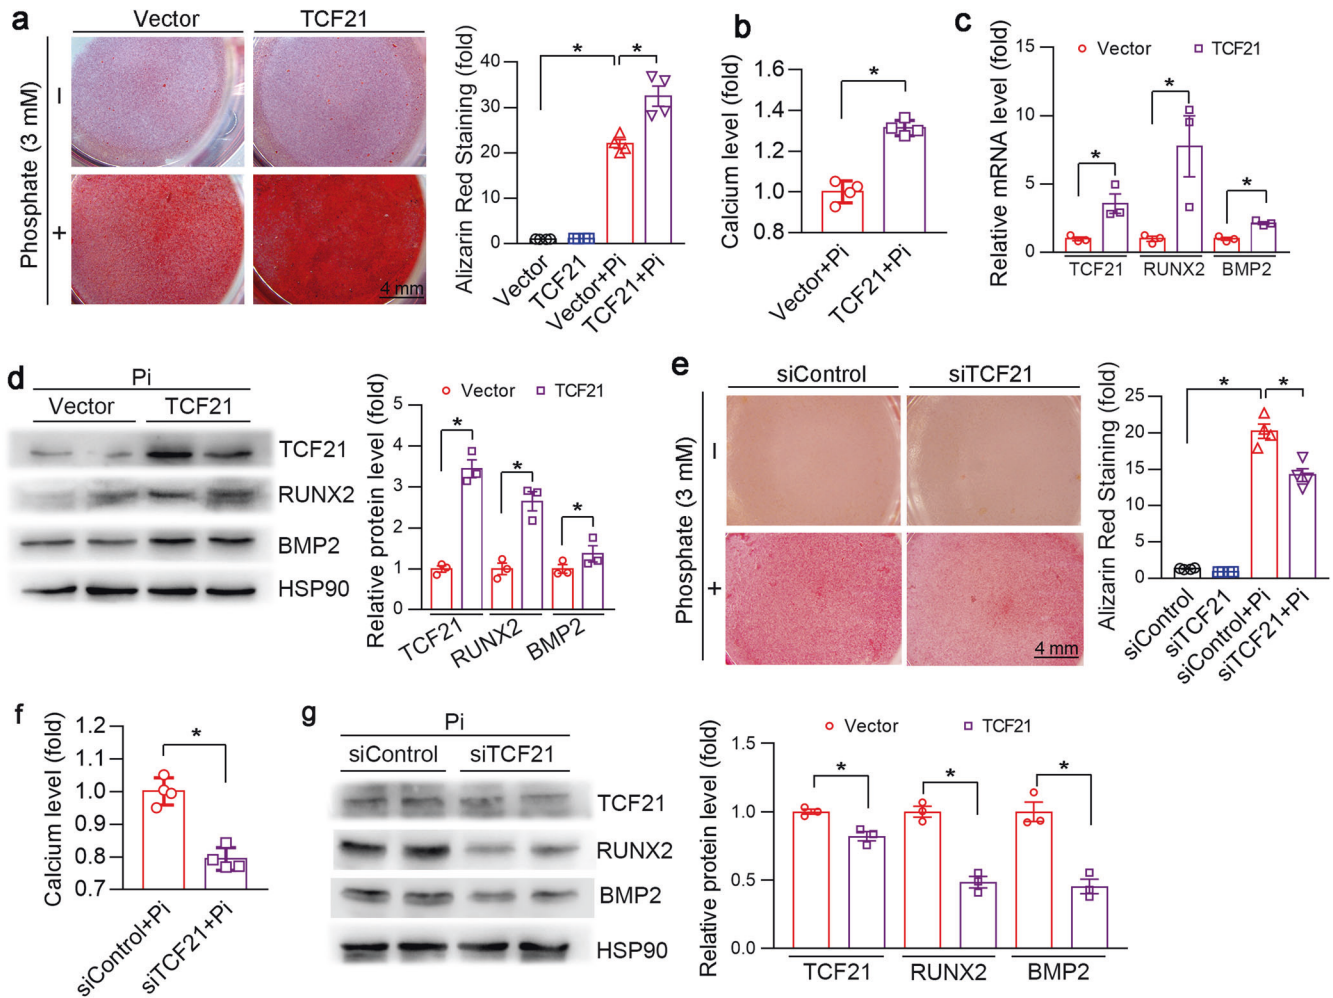 a
Vector TCF21
Phosphate (3 mM)
−
+
4 mm
Alizarin Red Staining (fold)
40
30
20
10
0
* *
Vector
TCF21
Vector+Pi
TCF21+Pi
b
Calcium level (fold)
1.6
1.4
1.2
1.0
0.8
*
Vector+Pi
TCF21+Pi
c
Relative mRNA level (fold)
15
10
5
0
Vector TCF21
* * *
TCF21 RUNX2 BMP2
d
Pi
Vector TCF21
TCF21
RUNX2
BMP2
HSP90
Relative protein level (fold)
5
4
3
2
1
0
Vector TCF21
* * *
TCF21
RUNX2
BMP2
e
siControl siTCF21
Phosphate (3 mM)
−
+
4 mm
Alizarin Red Staining (fold)
25
20
15
10
5
0
* *
siControl
siTCF21
siControl+Pi
siTCF21+Pi
f
Calcium level (fold)
1.2
1.1
1.0
0.9
0.8
0.7
*
siControl+Pi
siTCF21+Pi
g
Pi
siControl siTCF21
TCF21
RUNX2
BMP2
HSP90
Relative protein level (fold)
1.5
1.0
0.5
0.0
Vector TCF21
* * *
TCF21 RUNX2 BMP2